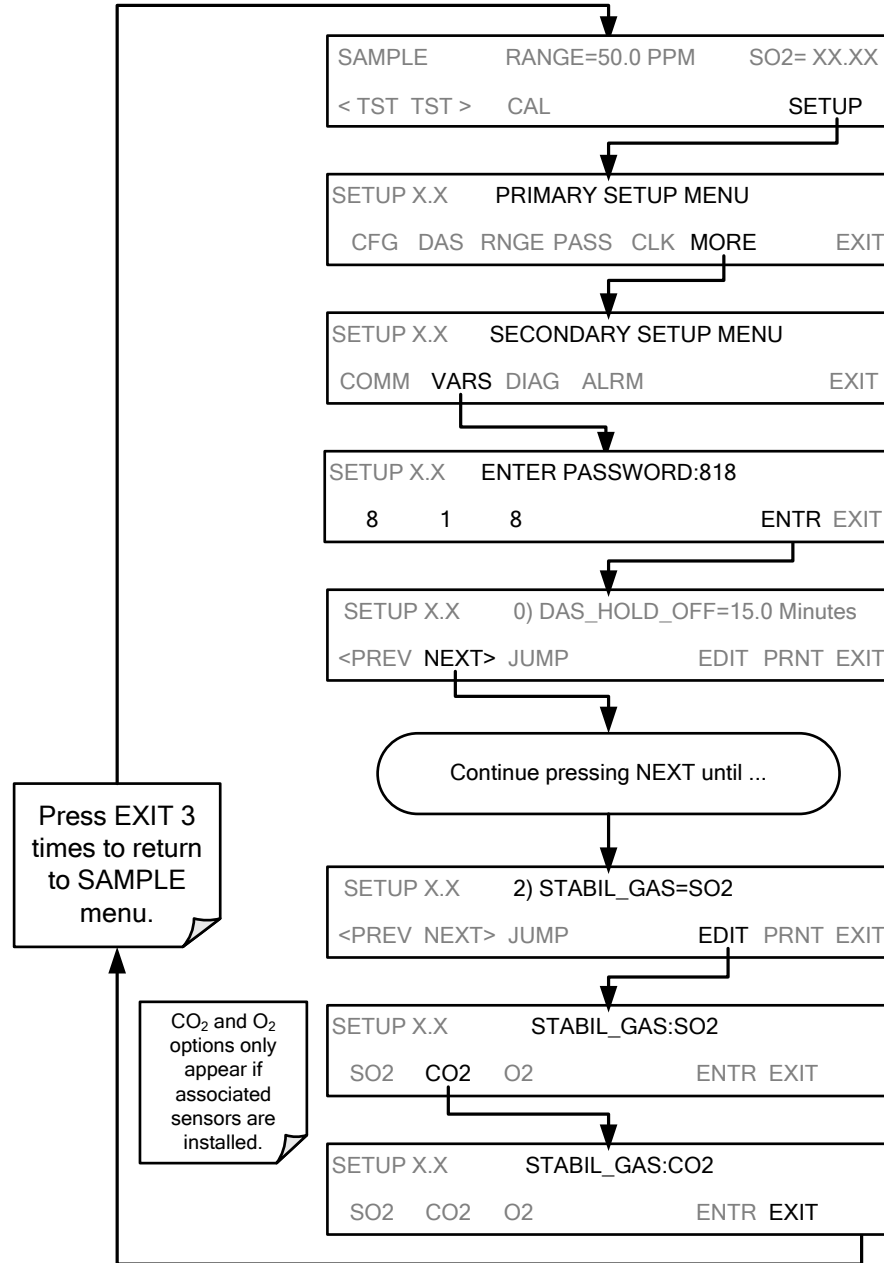 SAMPLE RANGE=50.0 PPM SO2= XX.XX
< TST TST > CAL SETUP
SETUP X.X PRIMARY SETUP MENU
CFG DAS RNGE PASS CLK MORE EXIT
SETUP X.X SECONDARY SETUP MENU
COMM VARS DIAG ALRM EXIT
SETUP X.X ENTER PASSWORD:818
8 1 8 ENTR EXIT
SETUP X.X 0) DAS_HOLD_OFF=15.0 Minutes
<PREV NEXT> JUMP EDIT PRNT EXIT
Continue pressing NEXT until ...
Press EXIT 3
times to return
to SAMPLE
menu.
SETUP X.X 2) STABIL_GAS=SO2
<PREV NEXT> JUMP EDIT PRNT EXIT
CO₂ and O₂
options only
appear if
associated
sensors are
installed.
SETUP X.X STABIL_GAS:SO2
SO2 CO2 O2 ENTR EXIT
SETUP X.X STABIL_GAS:CO2
SO2 CO2 O2 ENTR EXIT